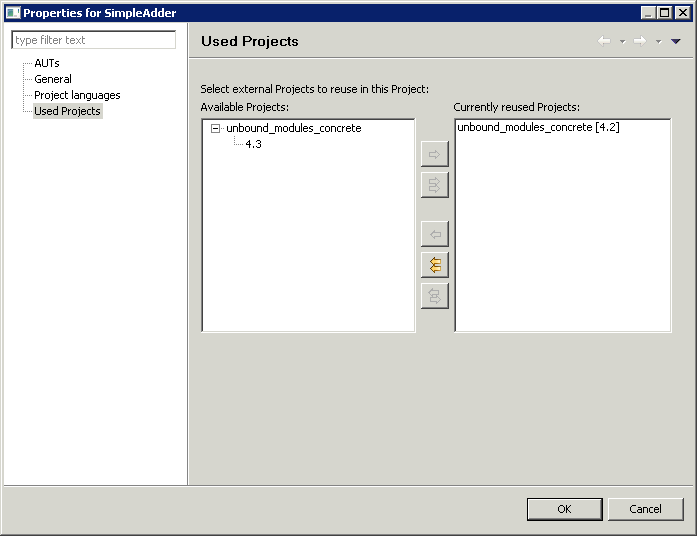 Properties for SimpleAdder
type filter text
AUTs
General
Project languages
Used Projects
Used Projects
Select external Projects to reuse in this Project:
Available Projects:
unbound_modules_concrete
4.3
Currently reused Projects:
unbound_modules_concrete [4.2]
OK
Cancel